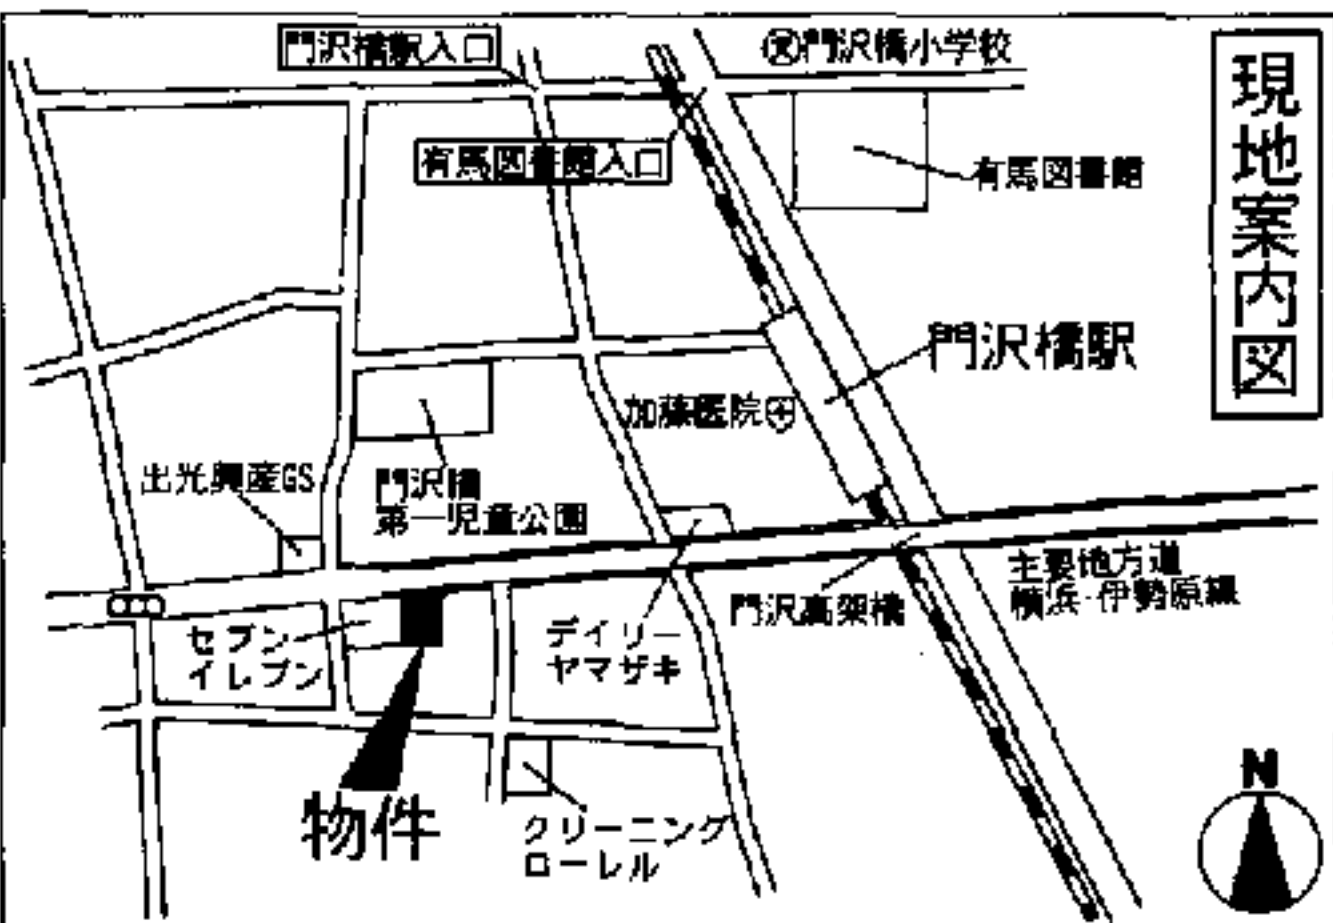 門沢橋駅入口
文門沢橋小学校
有馬図書館入口
有馬図書館
現地案内図
門沢橋駅
加藤医院
出光興産GS
門沢橋
第一児童公園
主要地方道
横浜・伊勢原線
門沢高架橋
セブン
イレブン
デイリー
ヤマザキ
物件
クリーニング
ローレル
N